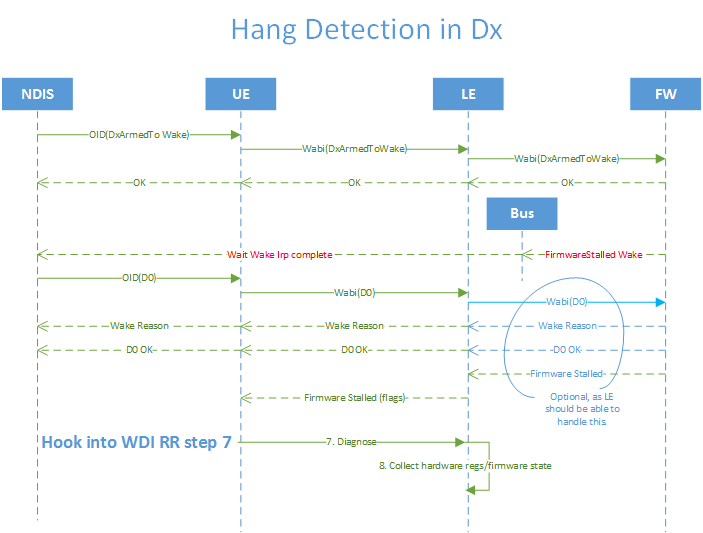 Hang Detection in Dx
NDIS
UE
LE
FW
OID(DxArmedTo Wake)
Wabi(DxArmedToWake)
Wabi(DxArmedToWake)
OK
OK
OK
Bus
Wait Wake Irp complete
FirmwareStalled Wake
OID(D0)
Wabi(D0)
Wabi(D0)
Wake Reason
Wake Reason
Wake Reason
D0 OK
D0 OK
D0 OK
Firmware Stalled
Firmware Stalled (flags)
Optional, as LE
should be able to
handle this.
Hook into WDI RR step 7
7. Diagnose
8. Collect hardware regs/firmware state